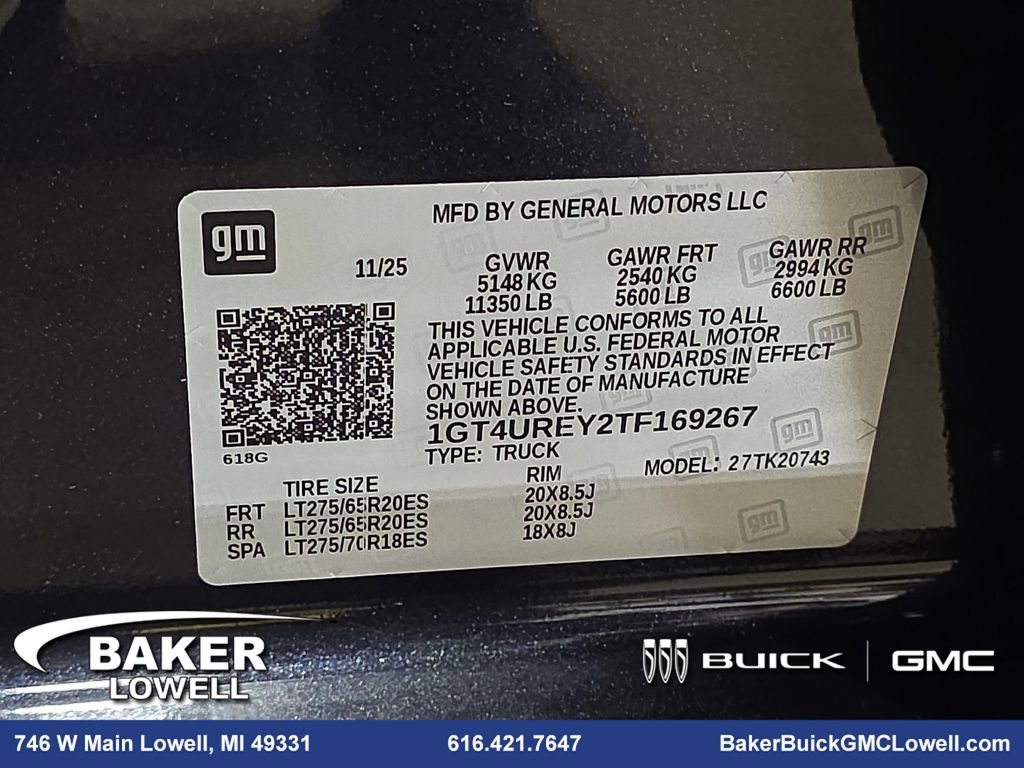 gm
MFD BY GENERAL MOTORS LLC
11/25
GVWR GAWR FRT GAWR RR
5148 KG 2540 KG 2994 KG
11350 LB 5600 LB 6600 LB
THIS VEHICLE CONFORMS TO ALL
APPLICABLE U.S. FEDERAL MOTOR
VEHICLE SAFETY STANDARDS IN EFFECT
ON THE DATE OF MANUFACTURE
SHOWN ABOVE.
1GT4UREY2TF169267
618G
TYPE: TRUCK MODEL: 27TK20743
TIRE SIZE RIM
FRT LT275/65R20ES 20X8.5J
RR LT275/65R20ES 20X8.5J
SPA LT275/70R18ES 18X8J
BAKER
LOWELL
BUICK GMC
746 W Main Lowell, MI 49331 616.421.7647 BakerBuickGMCLowell.com